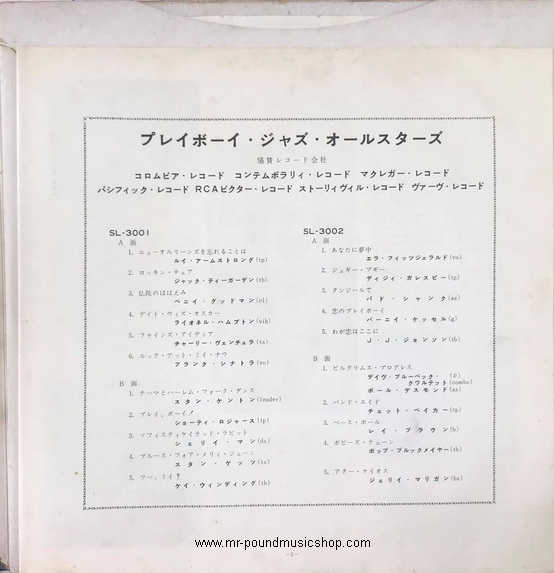 プレイボーイ・ジャズ・オールスターズ
協賛レコード会社
コロムビア・レコード コンテムポラリィ・レコード マクレガー・レコード
パシフィック・レコード RCAビクター・レコード ストーリィヴィル・レコード ヴァーヴ・レコード
SL-3001
A 面
1. ニューオルリーンズを忘れることは
ルイ・アームストロング(tp)
2. ロッキン・チェア
ジャック・ティーガーデン(tb)
3. 仏陀のほほえみ
ベニイ・グッドマン(cl)
4. デイト・ウィズ・オスカー
ライオネル・ハムプトン(vib)
5. ファインズ・アイディア
チャーリー・ヴェンチュラ(ts)
6. ルック・アット・ミイ・ナウ
フランク・シナトラ(vo)
B 面
1. テーマとハーレム・フォーク・ダンス
スタン・ケントン(leader)
2. プレイ、ボーイ!
ショーティ・ロジャース(tp)
3. ソフィスティケイテッド・ラビット
シェリイ・マン(ds)
4. ブルース・フォア・メリィ・ジェーン
スタン・ゲッツ(ts)
5. フー、ミイ?
ケイ・ウィンディング(tb)
SL-3002
A 面
1. あなたに夢中
エラ・フィッツジェラルド(vo)
2. ジュギー・ブギー
ディジィ・ガレスピー(tp)
3. タンジールで
バド・シャンク(as)
4. 恋のプレイボーイ
バーニイ・ケッセル(g)
5. わが恋はここに
J・J・ジョンソン(tb)
B 面
1. ピルグリムス・プログレス
デイヴ・ブルーベック・(p)
クワルテット(combo)
ポール・デスモンド(as)
2. バンド・エイド
チェット・ベイカー(tp)
3. ベース・ボール
レイ・ブラウン(b)
4. ボビーズ・チューン
ボッブ・ブルックメイヤー(tb)
5. アター・ケイオス
ジェリイ・マリガン(bs)
www.mr-poundmusicshop.com
-2-